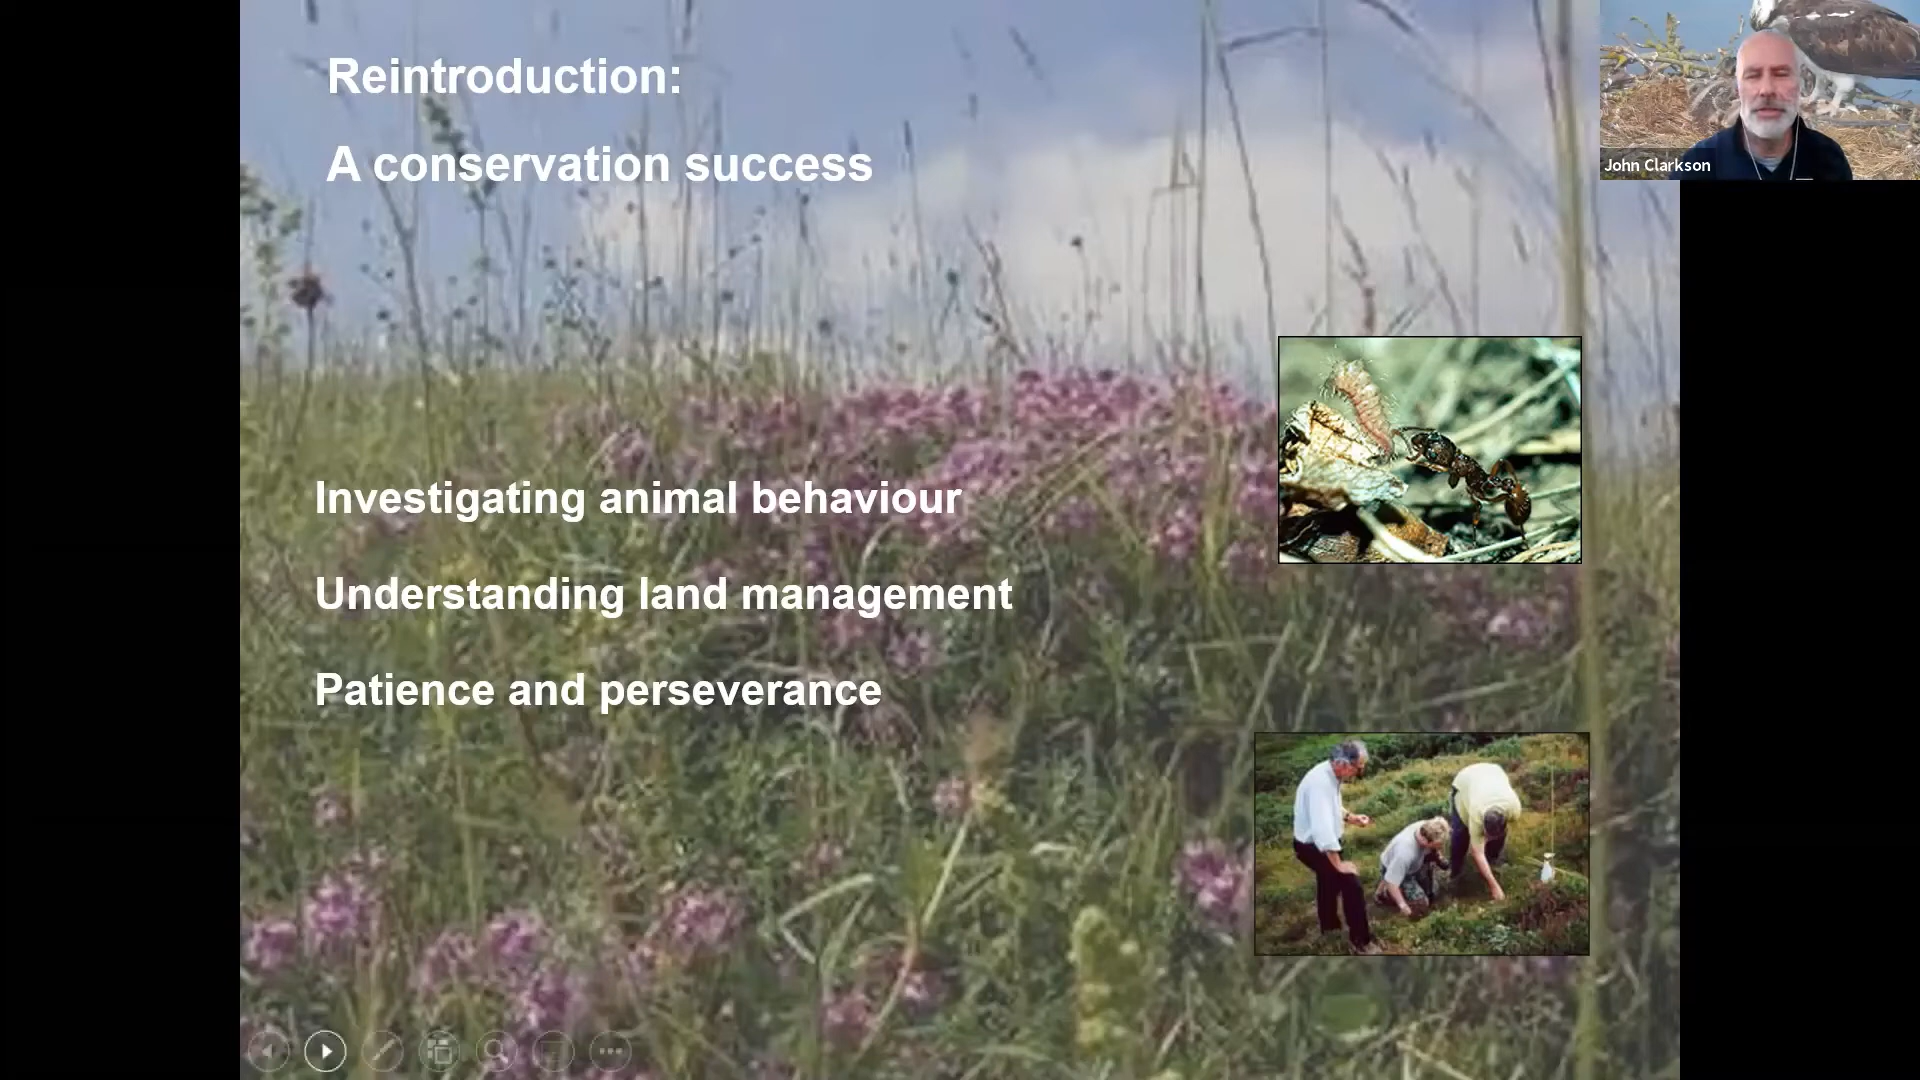 Reintroduction:
A conservation success
John Clarkson
Investigating animal behaviour
Understanding land management
Patience and perseverance